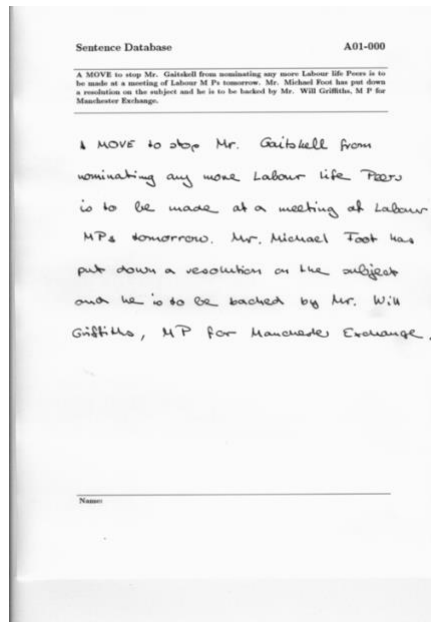 Sentence Database A01-000
A MOVE to stop Mr. Gaitskell from nominating any more Labour life Peers is to
be made at a meeting of Labour M Ps tomorrow. Mr. Michael Foot has put down
a resolution on the subject and he is to be backed by Mr. Will Griffiths, M P for
Manchester Exchange.
A MOVE to stop Mr. Gaitskell from
nominating any more Labour life Peers
is to be made at a meeting of Labour
MPs tomorrow. Mr. Michael Foot has
put down a resolution on the subject
and he is to be backed by Mr. Will
Griffiths, MP for Manchester Exchange.
Name: